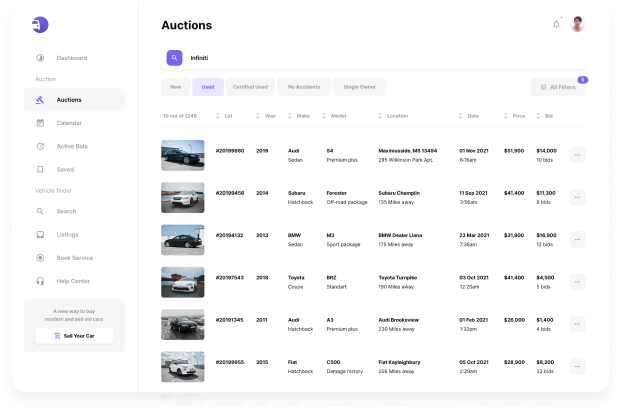 Auctions
Dashboard
Infiniti
Auction
New Used Certified Used No Accidents Single Owner 5 All Filters
Auctions
Calendar
10 out of 1248 Lot Year Make Model Location Date Price Bid
Active Bids
#20199680 2019 Audi S4 Maximusside, MS 13494 01 Nov 2021 $51,900 $14,000
Sedan Premium plus 295 Wilkinson Park Apt. 8:16am 10 bids
Saved
Vehicle finder
#20199456 2014 Subaru Forester Subaru Champlin 11 Sep 2021 $41,400 $11,300
Hatchback Off-road package 135 Miles away 3:56am 8 bids
Search
Listings
#20194132 2013 BMW M3 BMW Dealer Liana 23 Mar 2021 $31,900 $16,900
Sedan Sport package 175 Miles away 7:36am 12 bids
Book Service
#20197543 2018 Toyota BRZ Toyota Turnpike 03 Oct 2021 $41,400 $4,500
Coupe Standart 190 Miles away 12:20am 5 bids
Help Center
A new way to buy
modern and sell old cars
#20191345 2011 Audi A3 Audi Brookeview 01 Feb 2021 $26,000 $1,400
Hatchback Premium plus 230 Miles away 1:32pm 4 bids
Sell Your Car
#20199955 2015 Fiat C500 Fiat Kayleighbury 05 Oct 2021 $28,900 $8,200
Hatchback Damage history 256 Miles away 2:29am 32 bids